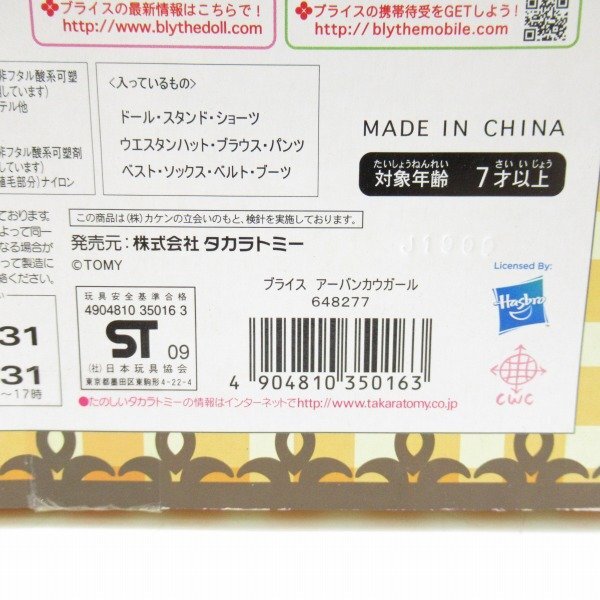 ブライスの最新情報はこちらで!
http://www.blythedoll.com
ブライスの携帯待受をGETしよう!
http://www.blythemobile.com
非フタル酸系可塑
用しています)
テル他
非フタル酸系可塑剤
しています)
植毛部分)ナイロン
<入っているもの>
ドール・スタンド・ショーツ
ウエスタンハット・ブラウス・パンツ
ベスト・ソックス・ベルト・ブーツ
MADE IN CHINA
たいしょうねんれい さい いじょう
対象年齢 7才以上
ております。
よって同一
なる場合が
って製造に
絡ください。
この商品は(株)カケンの立会いのもと、検針を実施しております。
発売元:株式会社 タカラトミー
©TOMY
31
31
〜17時
玩具安全基準合格
4904810 35016 3
ST 09
(社)日本玩具協会
東京都墨田区東駒形4-22-4
ブライス アーバンカウガール
648277
4 904810 350163
Licensed By:
Hasbro
CWC
●たのしいタカラトミーの情報はインターネットでhttp://www.takaratomy.co.jp